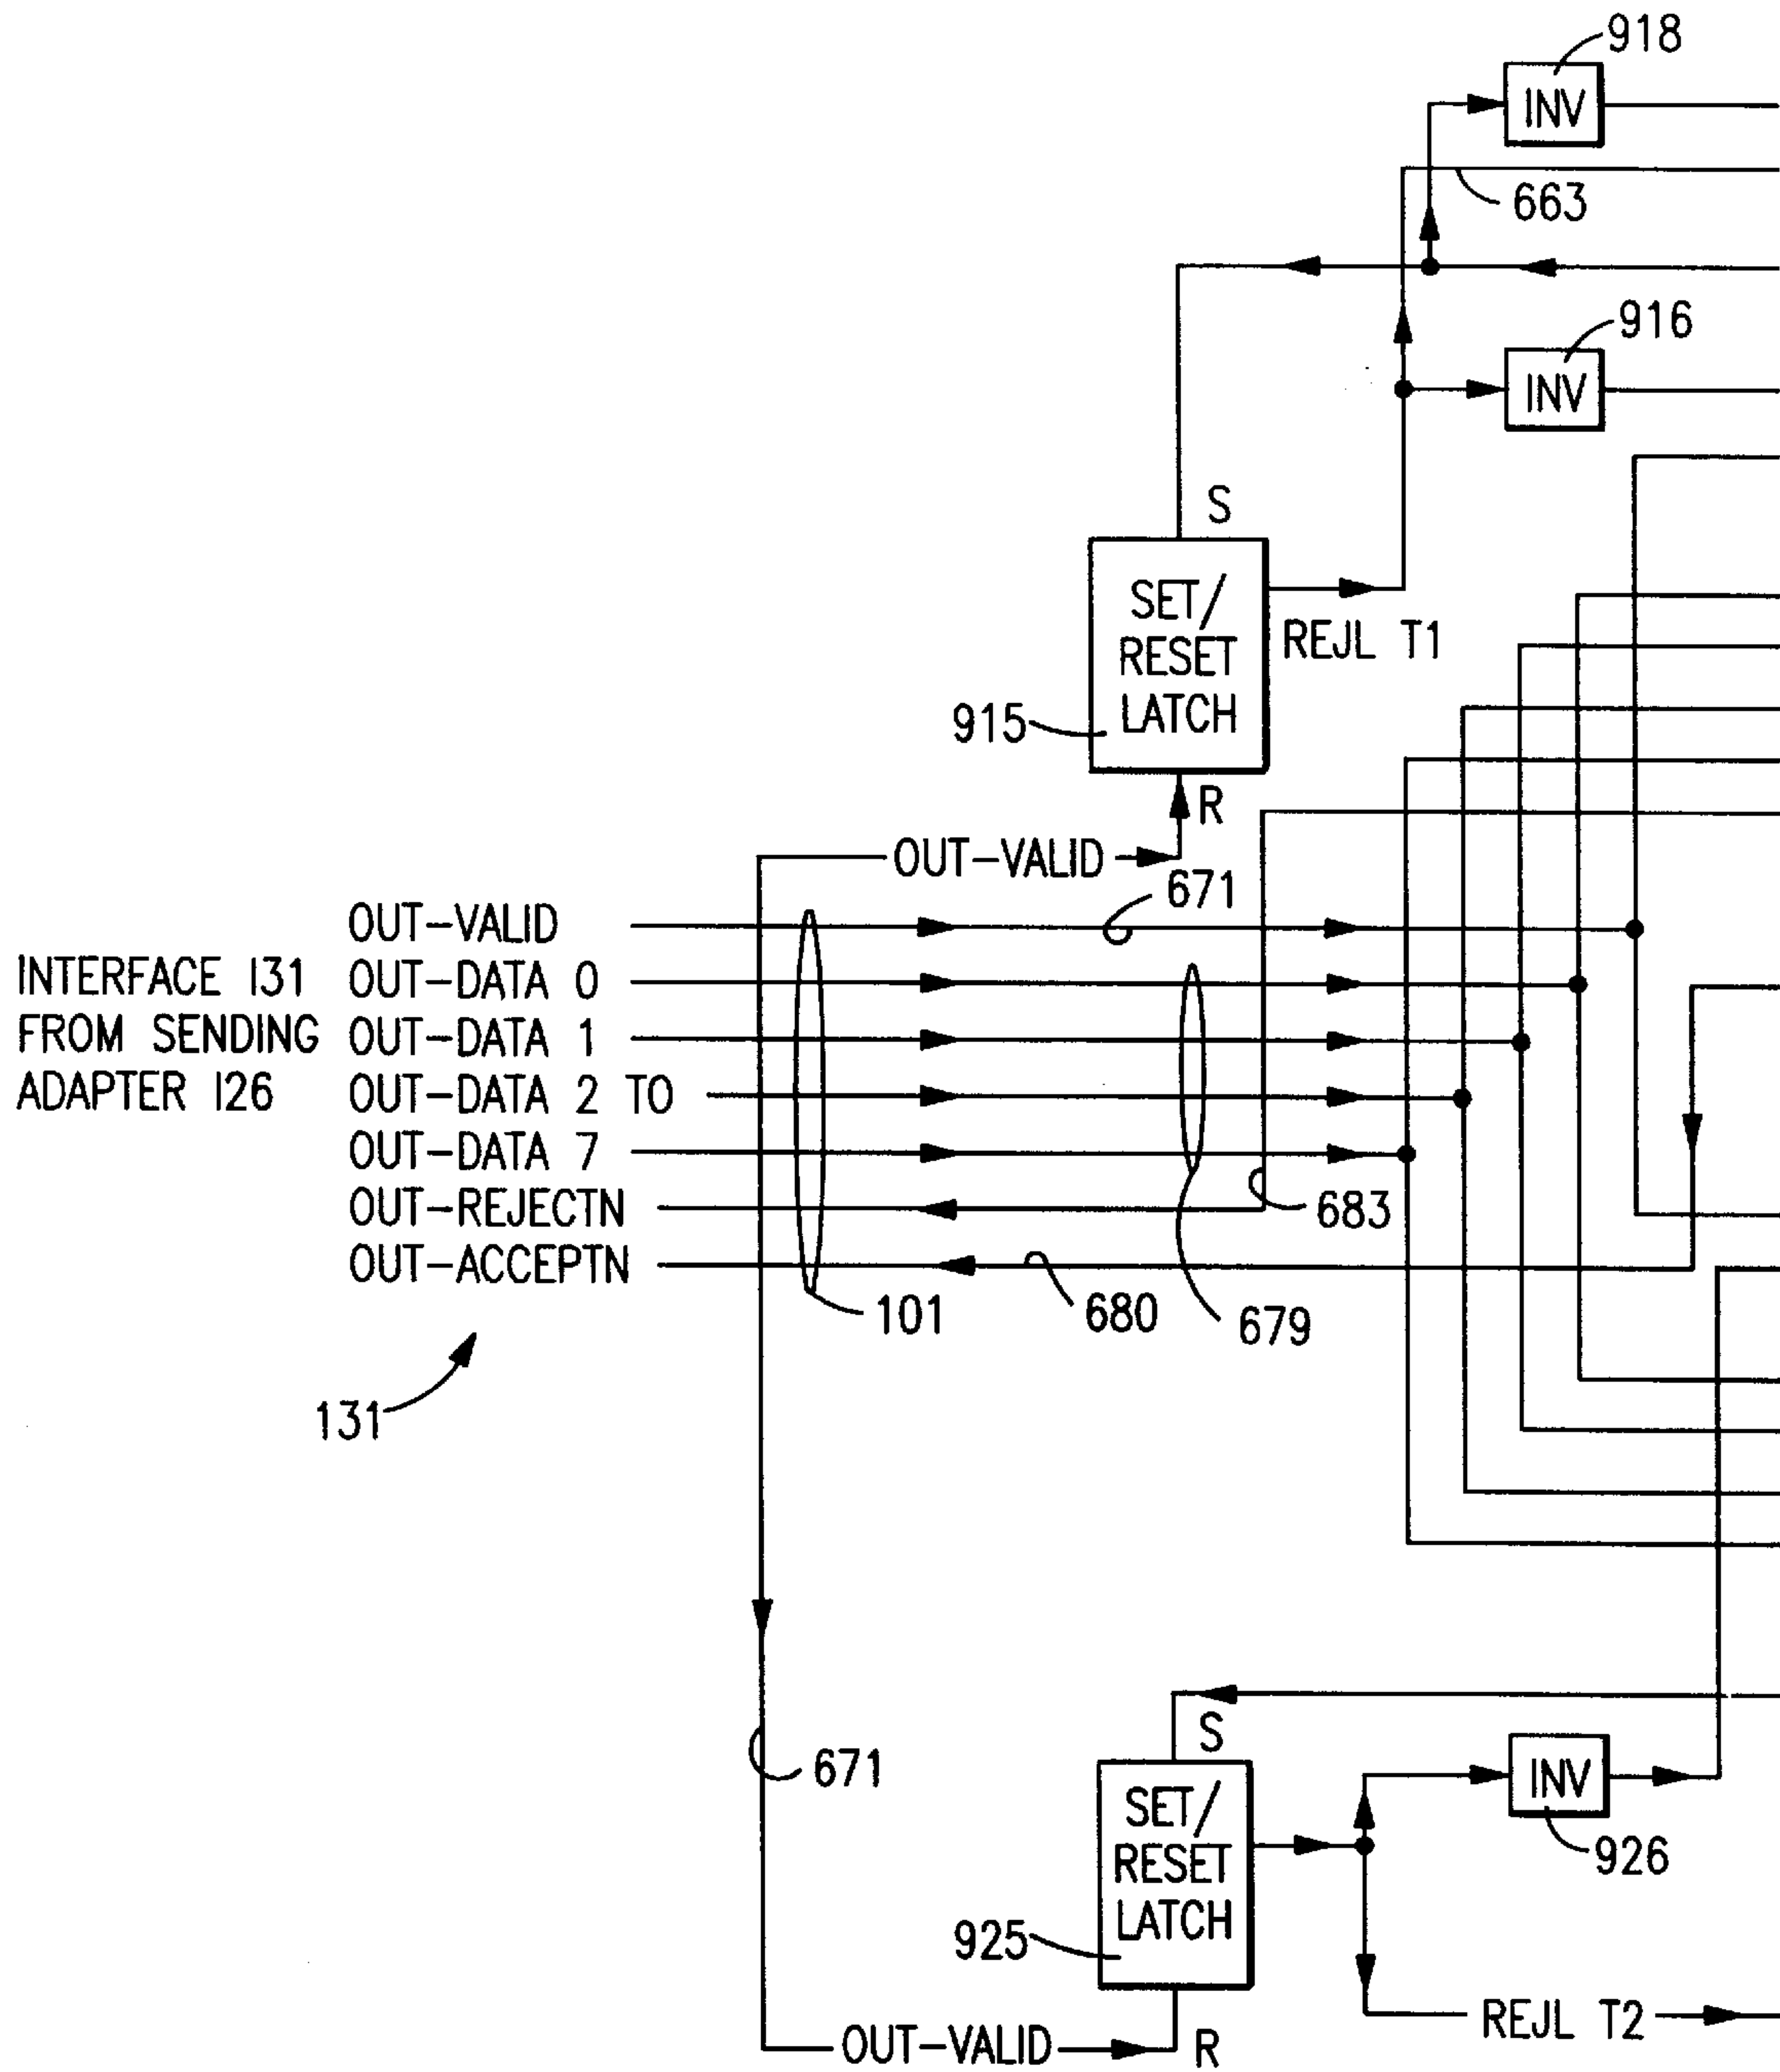 918
INV
663
916
INV
S
SET/
RESET
LATCH
REJL T1
915
R
OUT-VALID
671
INTERFACE 131
FROM SENDING
ADAPTER 126
OUT-VALID
OUT-DATA 0
OUT-DATA 1
OUT-DATA 2 TO
OUT-DATA 7
OUT-REJECTN
OUT-ACCEPTN
683
101
680
679
131
671
S
SET/
RESET
LATCH
INV
926
925
REJL T2
OUT-VALID
R